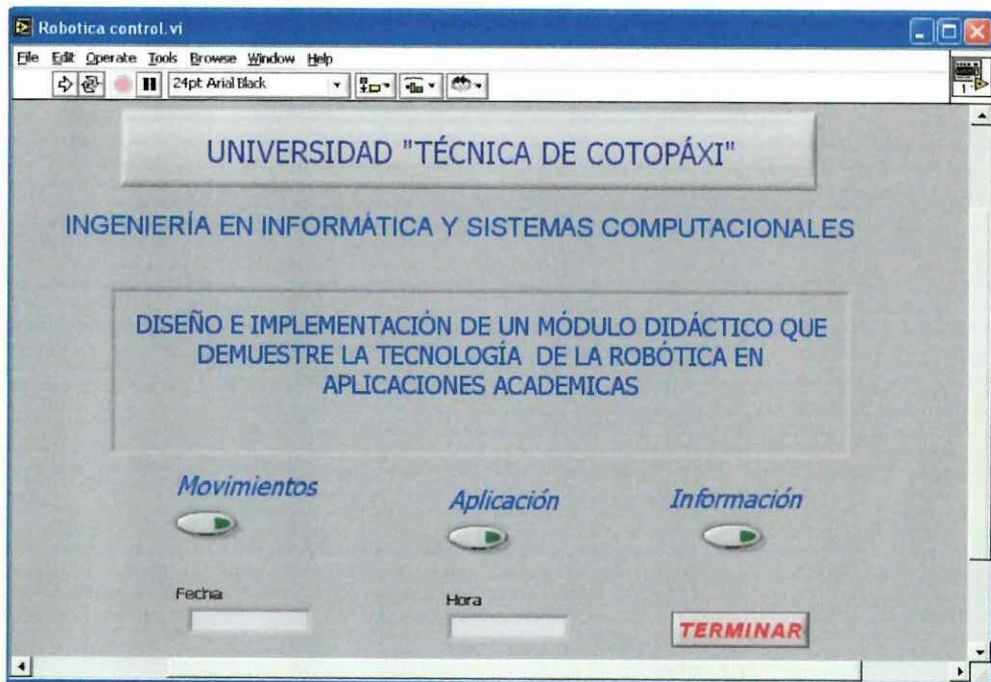 Robotica control.vi
File Edit Operate Tools Browse Window Help
24pt Arial Black
UNIVERSIDAD "TÉCNICA DE COTOPÁXI"
INGENIERÍA EN INFORMÁTICA Y SISTEMAS COMPUTACIONALES
DISEÑO E IMPLEMENTACIÓN DE UN MÓDULO DIDÁCTICO QUE
DEMUESTRE LA TECNOLOGÍA DE LA ROBÓTICA EN
APLICACIONES ACADEMICAS
Movimientos
Aplicación
Información
Fecha
Hora
TERMINAR